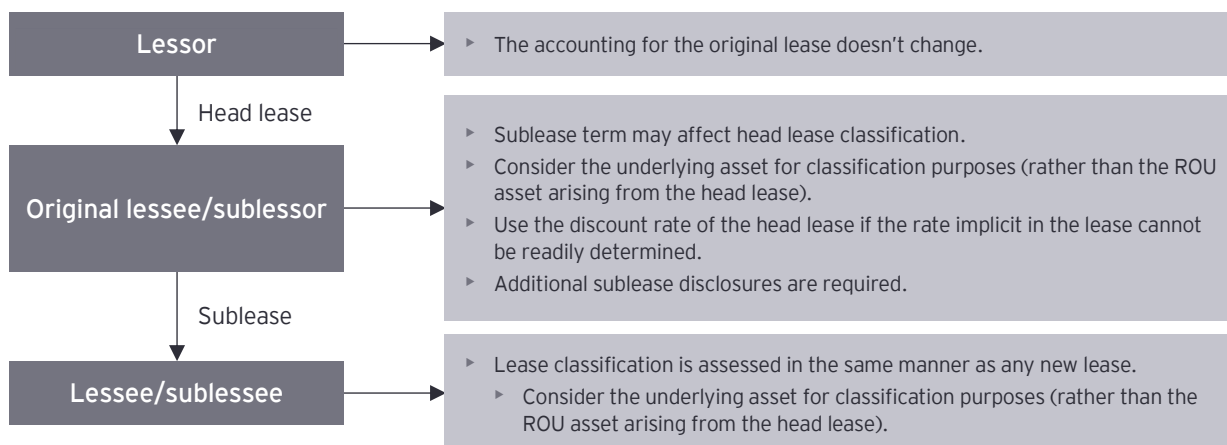 Lessor
▸ The accounting for the original lease doesn't change.
Head lease
Original lessee/sublessor
▸ Sublease term may affect head lease classification.
▸ Consider the underlying asset for classification purposes (rather than the ROU
asset arising from the head lease).
▸ Use the discount rate of the head lease if the rate implicit in the lease cannot
be readily determined.
▸ Additional sublease disclosures are required.
Sublease
Lessee/sublessee
▸ Lease classification is assessed in the same manner as any new lease.
▸ Consider the underlying asset for classification purposes (rather than the
ROU asset arising from the head lease).